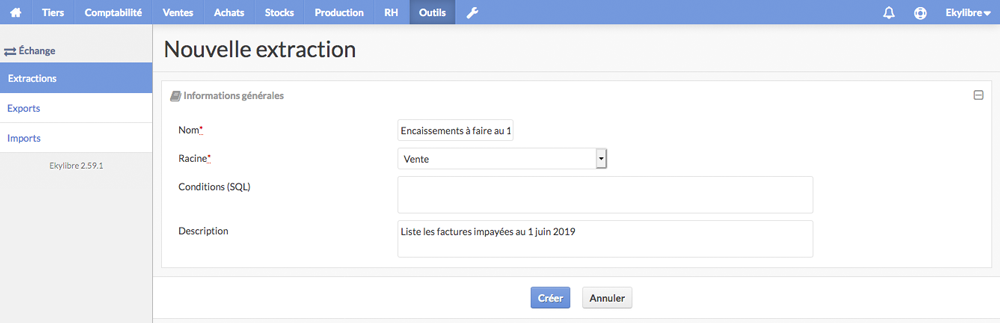 Tiers Comptabilité Ventes Achats Stocks Production RH Outils Ekylibre
Échange
Extractions
Exports
Imports
Ekylibre 2.59.1
Nouvelle extraction
Informations générales
Nom* Encaissements à faire au 1
Racine* Vente
Conditions (SQL)
Description Liste les factures impayées au 1 juin 2019
Créer Annuler